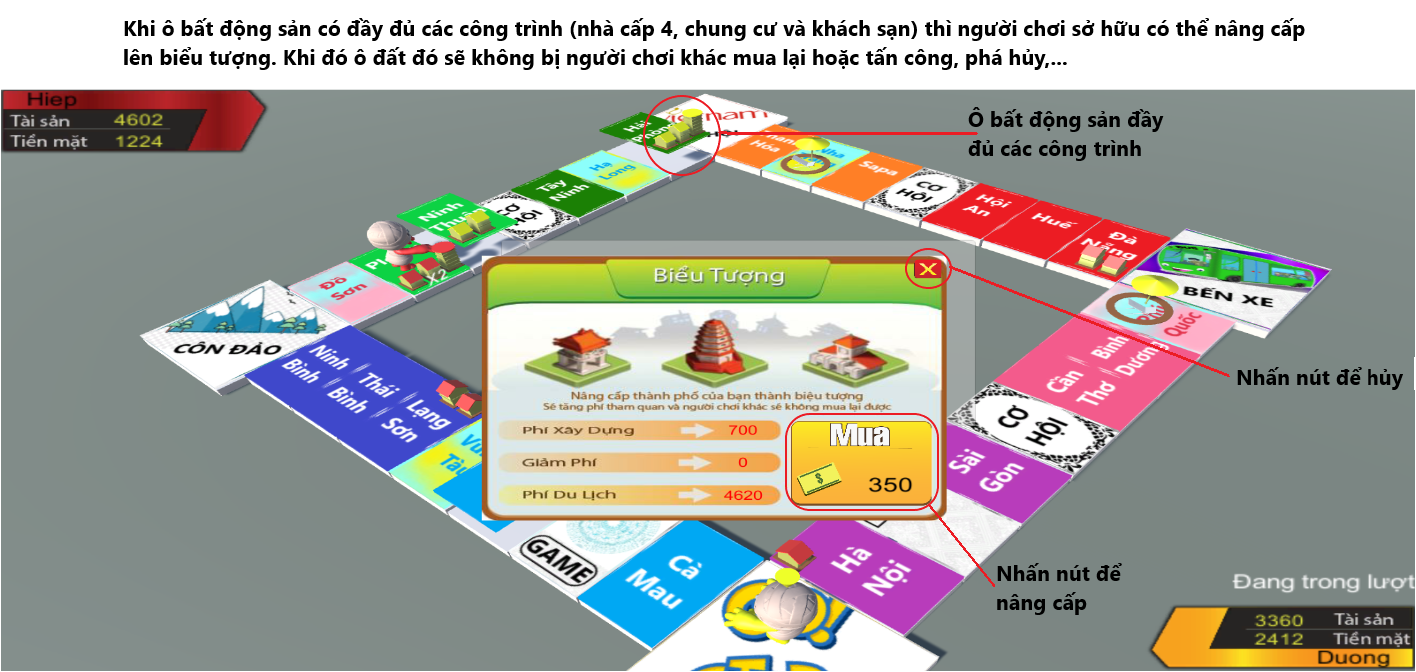 Khi ô bất động sản có đầy đủ các công trình (nhà cấp 4, chung cư và khách sạn) thì người chơi sở hữu có thể nâng cấp
lên biểu tượng. Khi đó ô đất đó sẽ không bị người chơi khác mua lại hoặc tấn công, phá hủy,...
Hiep
Tài sản 4602
Tiền mặt 1224
Ô bất động sản đầy
đủ các công trình
Hải
Phòng
Hóa
Nha
Sapa
CƠ
HỘI
Hội
An
Huế
Đà
Nẵng
BẾN XE
Hạ
Long
Tây
Ninh
CƠ
HỘI
Ninh
Thuận
X2
Đồ
Sơn
CÔN ĐẢO
Ninh
Bình
Thái
Bình
Lạng
Sơn
Tàu
GAME
Cà
Mau
Hà
Nội
Sài
Gòn
CƠ
HỘI
Cần
Thơ
Bình
Dương
Phú
Quốc
Biểu Tượng
Nâng cấp thành phố của bạn thành biểu tượng
Sẽ tăng phí tham quan và người chơi khác sẽ không mua lại được
Phí Xây Dựng 700
Giảm Phí 0
Phí Du Lịch 4620
Mua
350
Nhấn nút để hủy
Nhấn nút để
nâng cấp
Đang trong lượt
3360 Tài sản
2412 Tiền mặt
Duong